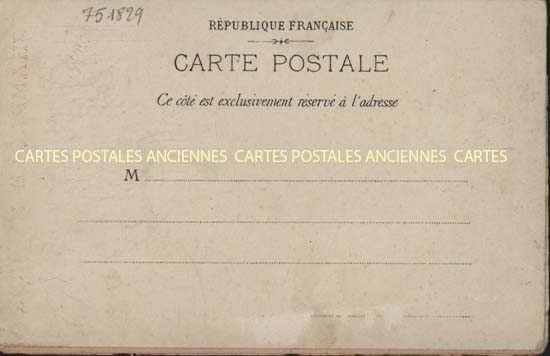 751829
RÉPUBLIQUE FRANÇAISE
CARTE POSTALE
Ce côté est exclusivement réservé à l'adresse
CARTES POSTALES ANCIENNES CARTES POSTALES ANCIENNES CARTES
M